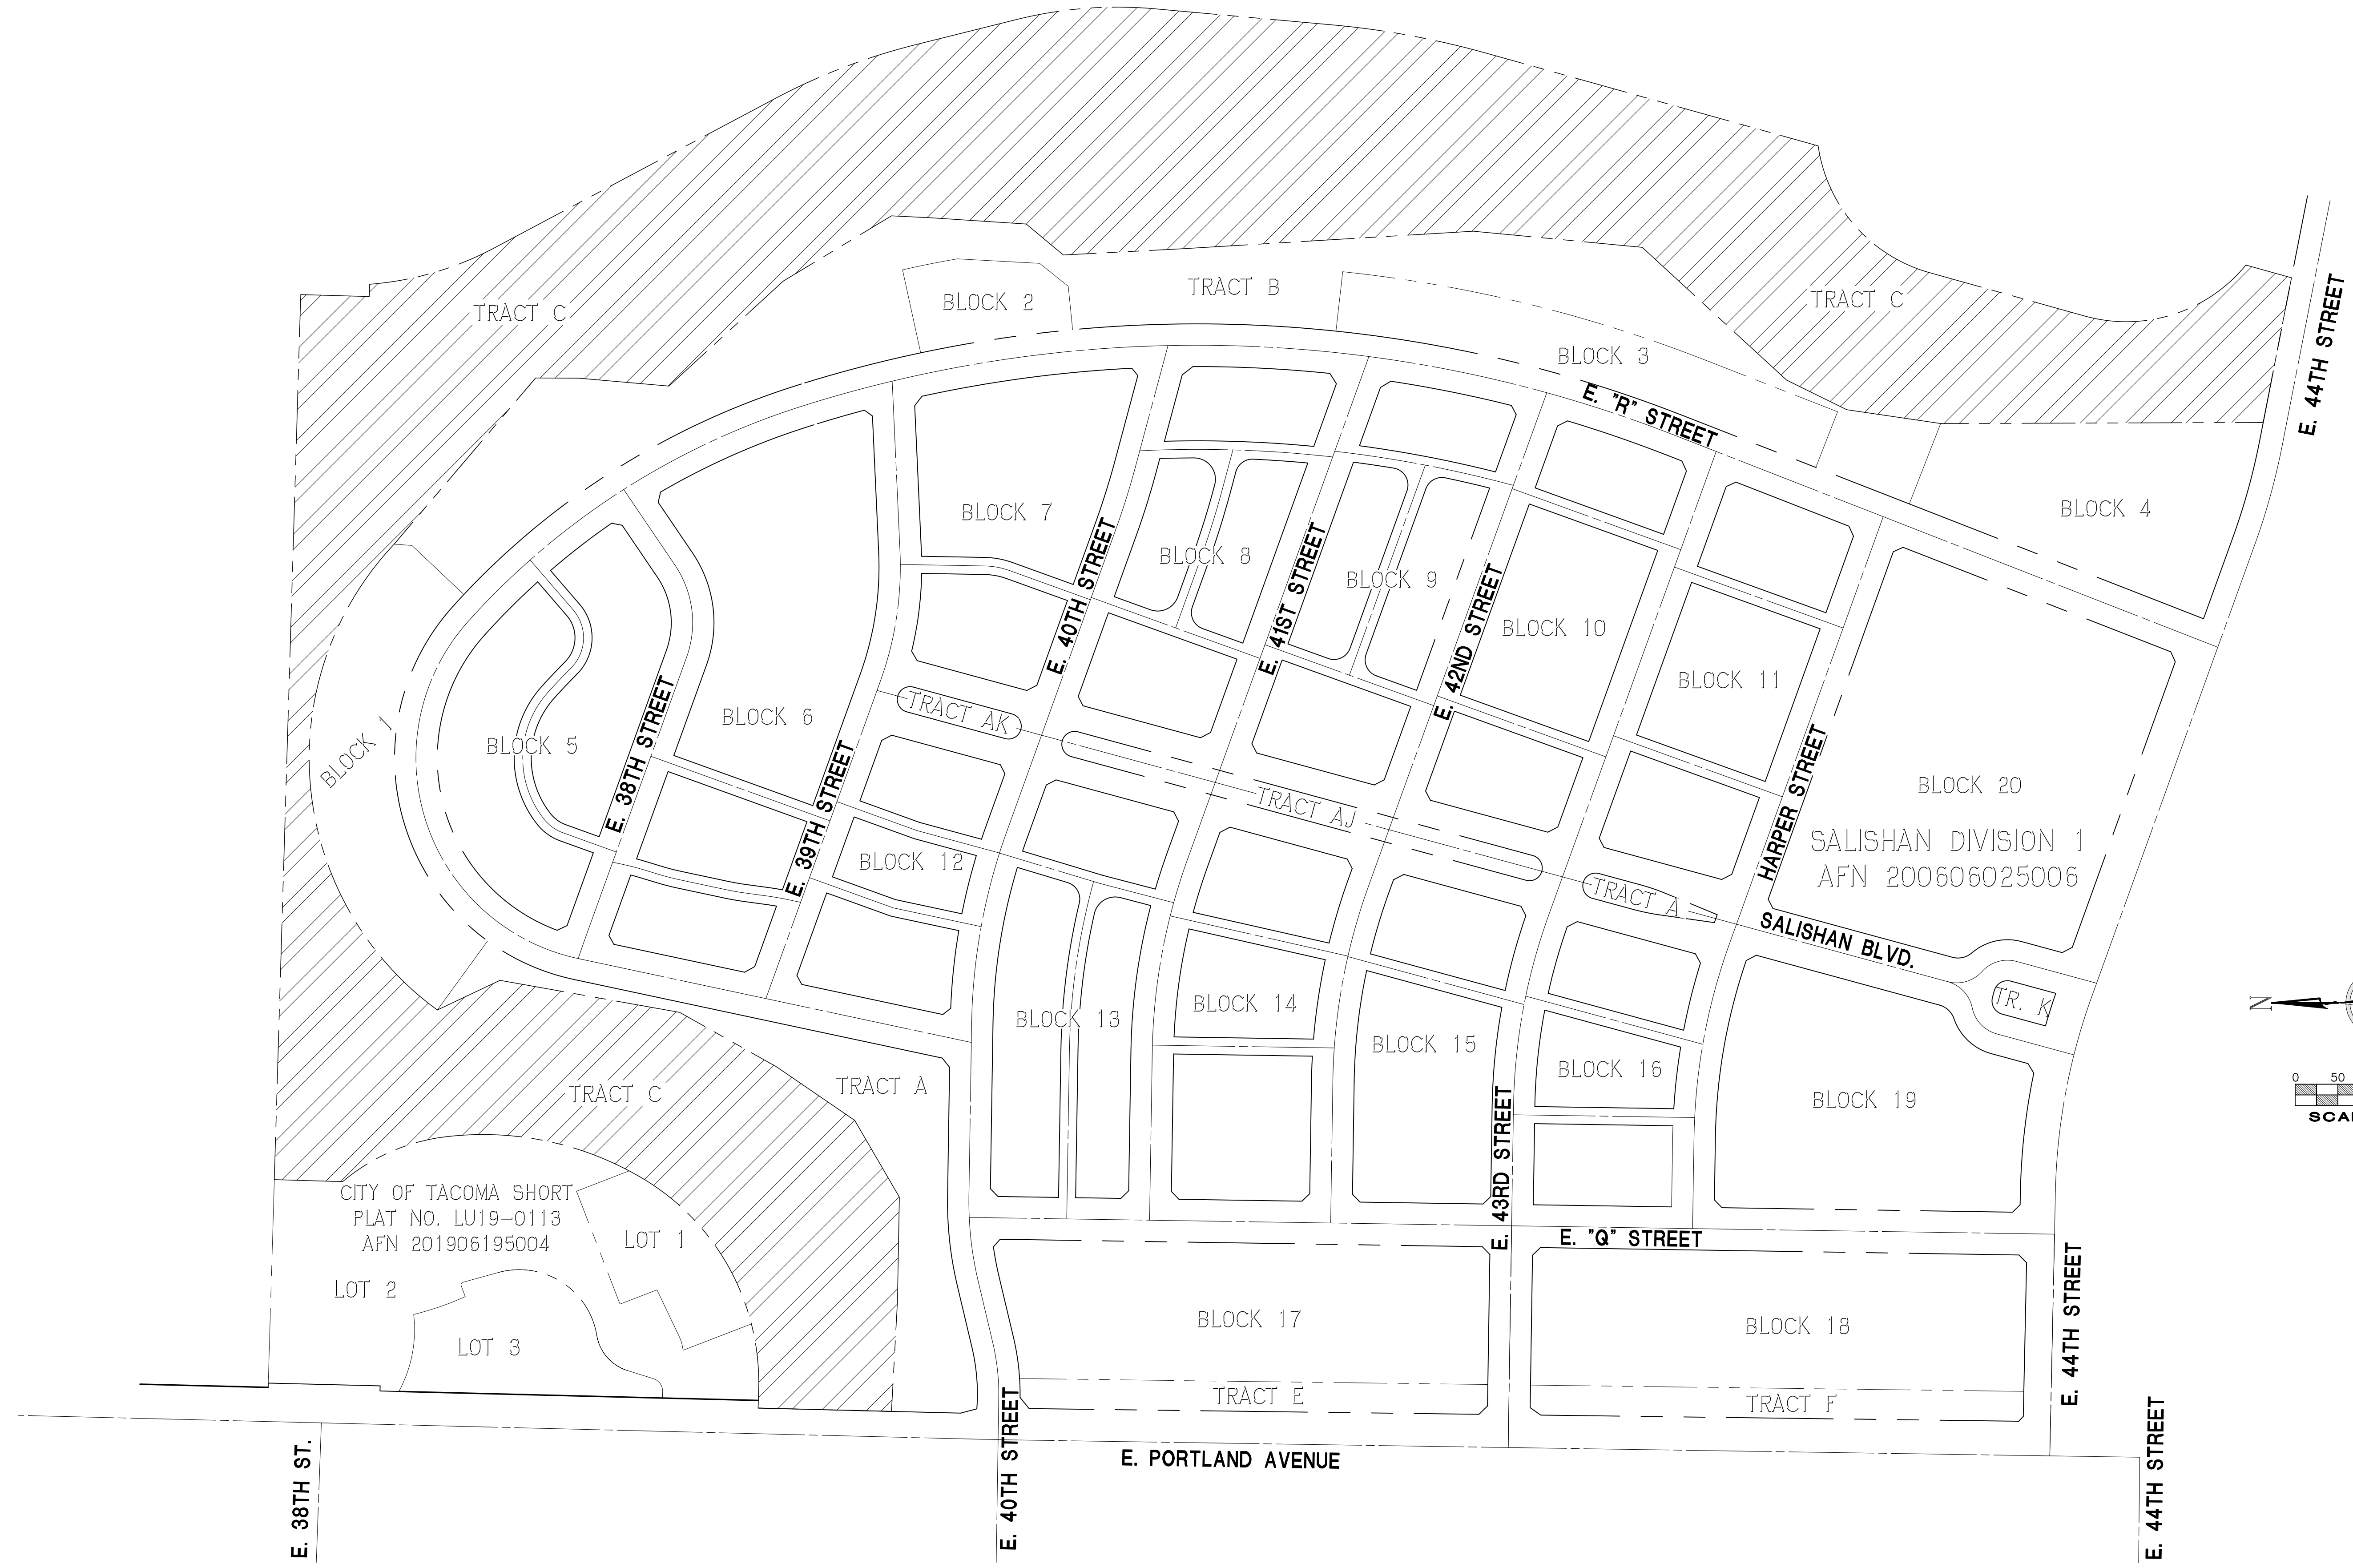 TRACT C
TRACT B
BLOCK 2
TRACT C
BLOCK 3
E. "R" STREET
E. 44TH STREET
BLOCK 4
BLOCK 7
BLOCK 8
BLOCK 9
E. 40TH STREET
E. 41ST STREET
E. 42ND STREET
BLOCK 10
BLOCK 11
BLOCK 1
BLOCK 5
E. 38TH STREET
BLOCK 6
E. 39TH STREET
TRACT AK
TRACT AJ
HARPER STREET
BLOCK 20
SALISHAN DIVISION 1
AFN 200606025006
BLOCK 12
TRACT A
SALISHAN BLVD.
TR. K
N
BLOCK 13
BLOCK 14
BLOCK 15
BLOCK 16
BLOCK 19
0 50
TRACT C
TRACT A
E. 43RD STREET
CITY OF TACOMA SHORT
PLAT NO. LU19-0113
AFN 201906195004
LOT 1
LOT 2
LOT 3
E. "Q" STREET
BLOCK 17
BLOCK 18
E. 44TH STREET
TRACT E
TRACT F
E. PORTLAND AVENUE
E. 38TH ST.
E. 40TH STREET
E. 44TH STREET